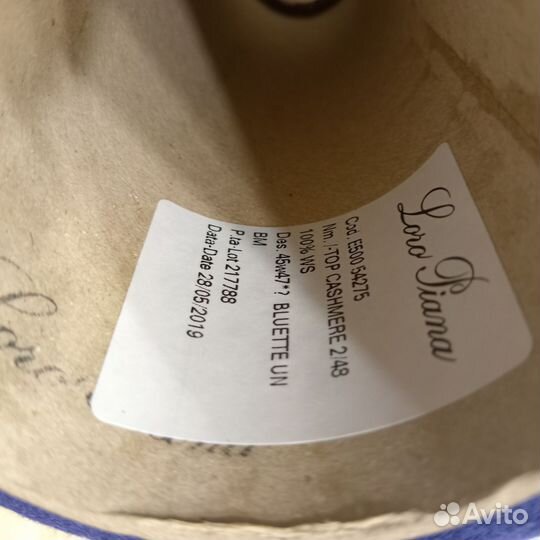 Loro Piana
Cod. E500 54275
Nm. /-TOP CASHMERE 2/48
100% WS
Des. 45w47*? BLUETTE UN
BM
P.ta-Lot 217788
Data-Date 28/05/2019
Avito